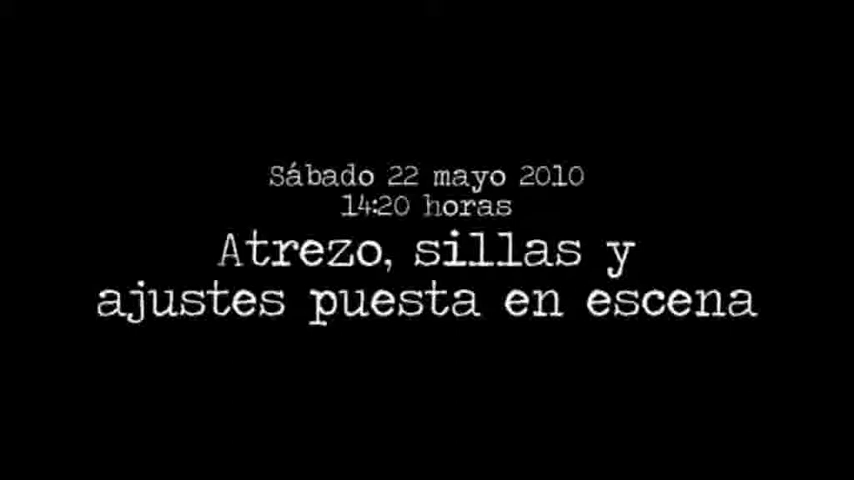 Sábado 22 mayo 2010
14:20 horas
Atrezo, sillas y
ajustes puesta en escena